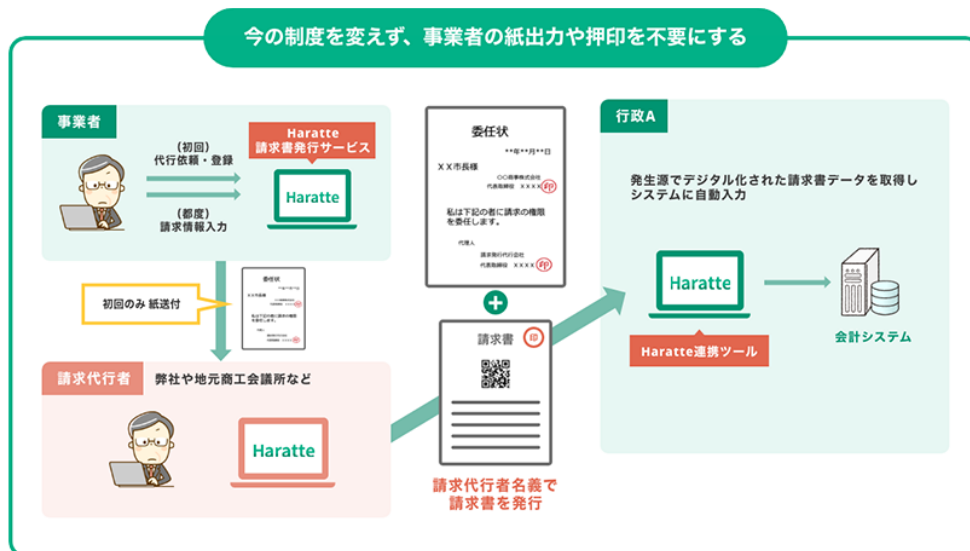 今の制度を変えず、事業者の紙出力や押印を不要にする
事業者
(初回)
代行依頼・登録
(都度)
請求情報入力
Haratte
請求書発行サービス
Haratte
初回のみ 紙送付
委任状
請求代行者
弊社や地元商工会議所など
Haratte
委任状
**年**月**日
XX市長様
〇〇商事株式会社
代表取締役 XXXX 印
私は下記の者に請求の権限
を委任します。
代理人
請求発行代行会社
代表取締役 XXXX 印
請求書
印
請求代行者名義で
請求書を発行
行政A
発生源でデジタル化された請求書データを取得し
システムに自動入力
Haratte
Haratte連携ツール
会計システム